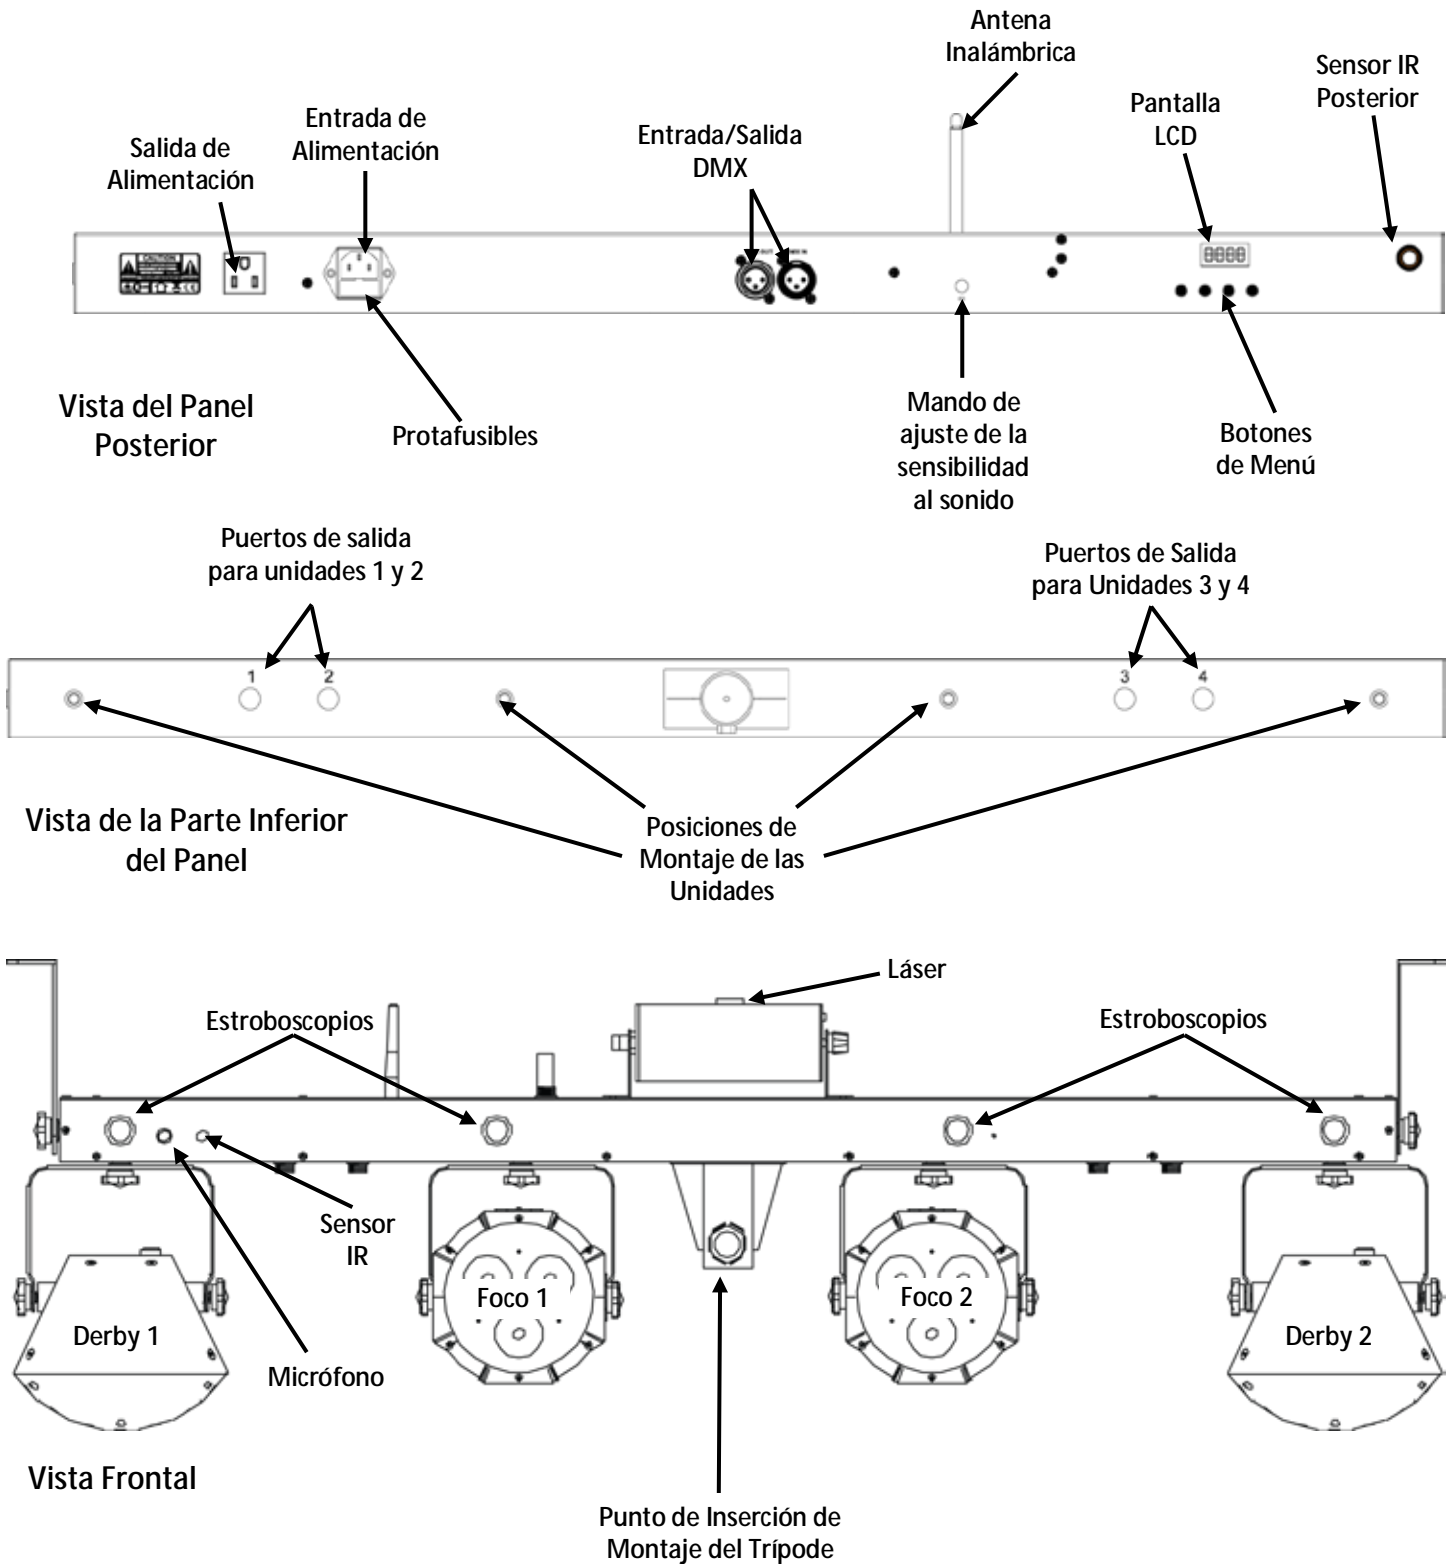 Antena
Inalámbrica
Sensor IR
Posterior
Pantalla
LCD
Entrada de
Alimentación
Entrada/Salida
DMX
Salida de
Alimentación
CAUTION
OUT
IN
Vista del Panel
Posterior
Protafusibles
Mando de
ajuste de la
sensibilidad
al sonido
Botones
de Menú
Puertos de salida
para unidades 1 y 2
Puertos de Salida
para Unidades 3 y 4
1
2
3
4
Vista de la Parte Inferior
del Panel
Posiciones de
Montaje de las
Unidades
Láser
Estroboscopios
Estroboscopios
Sensor
IR
Foco 1
Foco 2
Derby 1
Derby 2
Micrófono
Vista Frontal
Punto de Inserción de
Montaje del Trípode